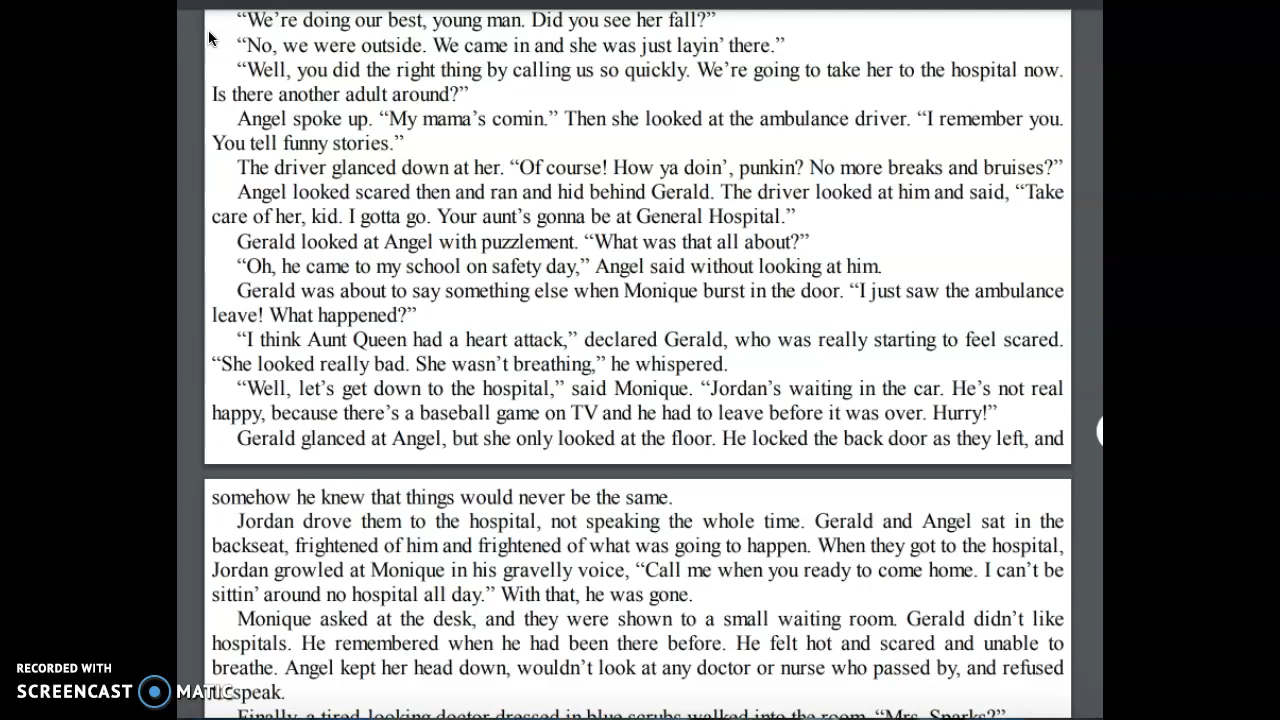 “We’re doing our best, young man. Did you see her fall?”
“No, we were outside. We came in and she was just layin’ there.”
“Well, you did the right thing by calling us so quickly. We’re going to take her to the hospital now.
Is there another adult around?”
Angel spoke up. “My mama’s comin.” Then she looked at the ambulance driver. “I remember you.
You tell funny stories.”
The driver glanced down at her. “Of course! How ya doin’, punkin? No more breaks and bruises?”
Angel looked scared then and ran and hid behind Gerald. The driver looked at him and said, “Take
care of her, kid. I gotta go. Your aunt’s gonna be at General Hospital.”
Gerald looked at Angel with puzzlement. “What was that all about?”
“Oh, he came to my school on safety day,” Angel said without looking at him.
Gerald was about to say something else when Monique burst in the door. “I just saw the ambulance
leave! What happened?”
“I think Aunt Queen had a heart attack,” declared Gerald, who was really starting to feel scared.
“She looked really bad. She wasn’t breathing,” he whispered.
“Well, let’s get down to the hospital,” said Monique. “Jordan’s waiting in the car. He’s not real
happy, because there’s a baseball game on TV and he had to leave before it was over. Hurry!”
Gerald glanced at Angel, but she only looked at the floor. He locked the back door as they left, and
somehow he knew that things would never be the same.
Jordan drove them to the hospital, not speaking the whole time. Gerald and Angel sat in the
backseat, frightened of him and frightened of what was going to happen. When they got to the hospital,
Jordan growled at Monique in his gravelly voice, “Call me when you ready to come home. I can’t be
sittin’ around no hospital all day.” With that, he was gone.
Monique asked at the desk, and they were shown to a small waiting room. Gerald didn’t like
hospitals. He remembered when he had been there before. He felt hot and scared and unable to
breathe. Angel kept her head down, wouldn’t look at any doctor or nurse who passed by, and refused
speak.
Finally, a tired looking doctor dressed in blue scrubs walked into the room. “Mrs. Sparks?”
RECORDED WITH
SCREENCAST MATIC